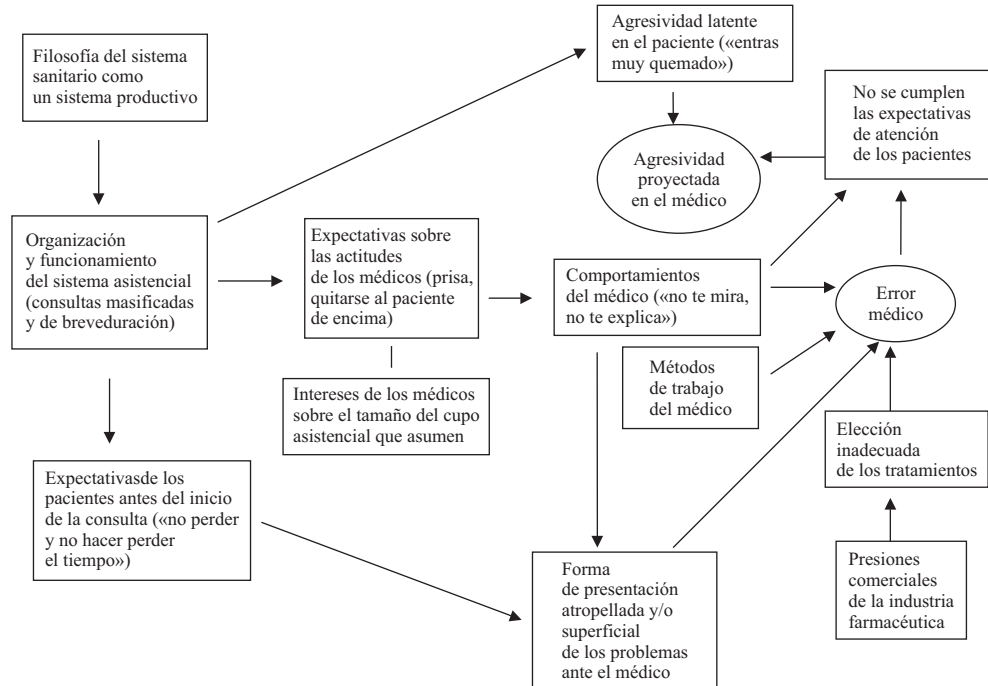 Filosofía del sistema
sanitario como
un sistema productivo
Organización
y funcionamiento
del sistema asistencial
(consultas masificadas
y de breveduración)
Expectativasde los
pacientes antes del inicio
de la consulta («no perder
y no hacer perder
el tiempo»)
Expectativas sobre
las actitudes
de los médicos (prisa,
quitarse al paciente
de encima)
Intereses de los médicos
sobre el tamaño del cupo
asistencial que asumen
Agresividad latente
en el paciente («entras
muy quemado»)
Agresividad
proyectada
en el médico
No se cumplen
las expectativas
de atención
de los pacientes
Comportamientos
del médico («no te mira,
no te explica»)
Error
médico
Métodos
de trabajo
del médico
Elección
inadecuada
de los tratamientos
Forma
de presentación
atropellada y/o
superficial
de los problemas
ante el médico
Presiones
comerciales
de la industria
farmacéutica